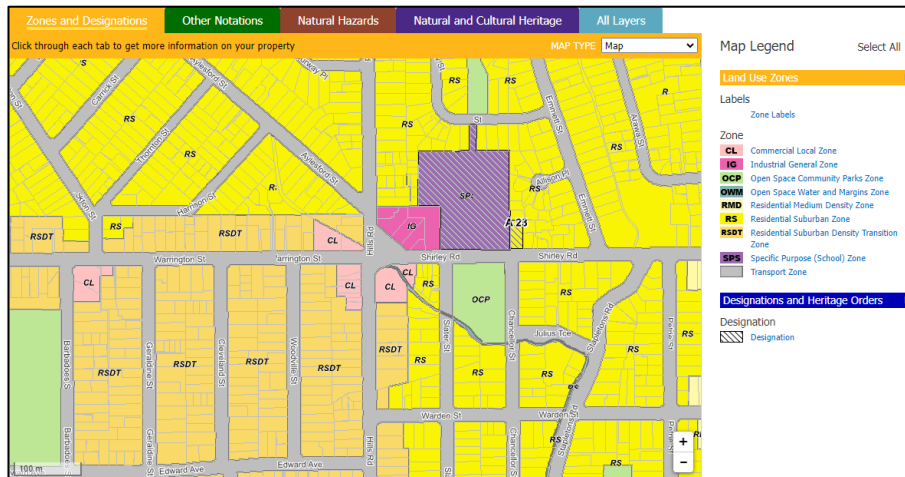 Zones and Designations
Other Notations
Natural Hazards
Natural and Cultural Heritage
All Layers
Click through each tab to get more information on your property
MAP TYPE
Map
Map Legend
Select All
Land Use Zones
Labels
Zone Labels
Zone
CL Commercial Local Zone
IG Industrial General Zone
OCP Open Space Community Parks Zone
OWM Open Space Water and Margins Zone
RMD Residential Medium Density Zone
RS Residential Suburban Zone
RSDT Residential Suburban Density Transition
Zone
SPS Specific Purpose (School) Zone
Transport Zone
Designations and Heritage Orders
Designation
Designation
Carrick St
Aylesford St
RS
RS
St
Emmett St
R
Thornton St
RS
RS
Aylesford St
Allison Pl
RS
Harrison St
RS
RSDT
RSDT
CL
Hills Rd
IG
23
Warrington St
Shirley Rd
CL
CL
CL
CL
RS
OCP
RS
Slater St
Chancellor St
Julius Tce
Stapletons Rd
Geraldine St
RSDT
Cleveland St
RSDT
Woodville St
RSDT
RSDT
RS
RS
RS
Warden St
Warden St
Hills Rd
Stapletons Rd
Chancellor St
Geraldine St
Edward Ave
Edward Ave
RS
100 m
+
−